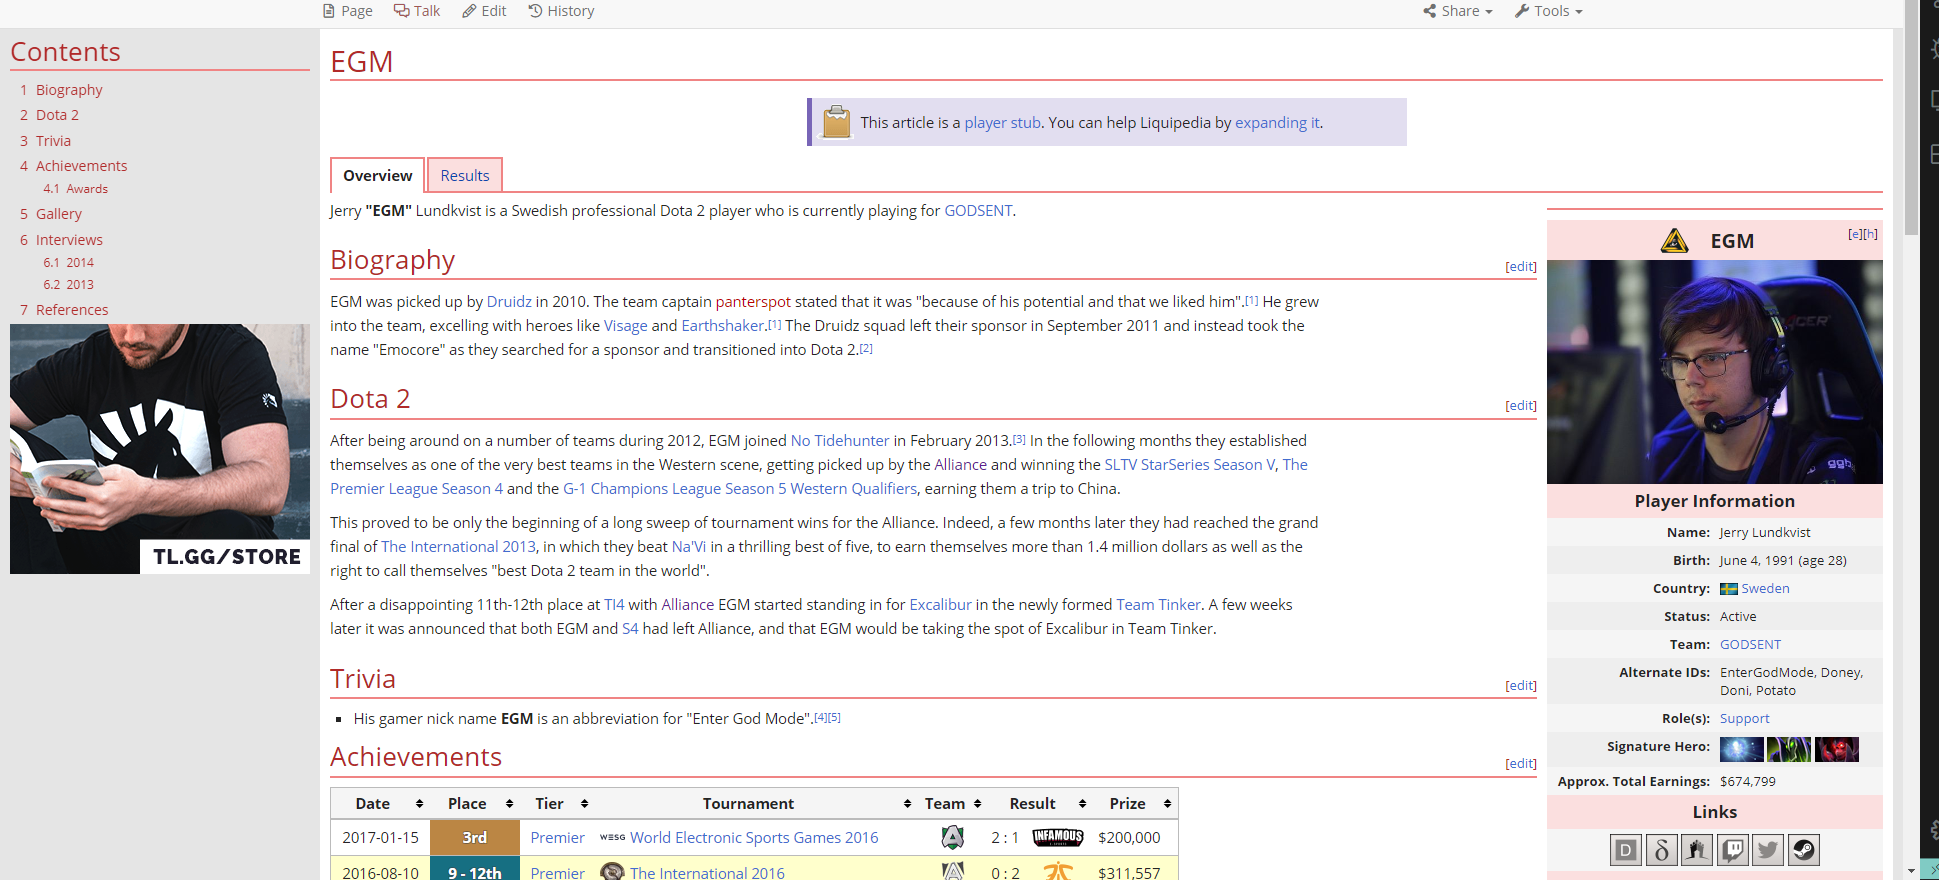 Page Talk Edit History Share Tools
Contents
1 Biography
2 Dota 2
3 Trivia
4 Achievements
4.1 Awards
5 Gallery
6 Interviews
6.1 2014
6.2 2013
7 References
TL.GG/STORE
EGM
This article is a player stub. You can help Liquipedia by expanding it.
Overview Results
Jerry "EGM" Lundkvist is a Swedish professional Dota 2 player who is currently playing for GODSENT.
Biography [edit]
EGM was picked up by Druidz in 2010. The team captain panterspot stated that it was "because of his potential and that we liked him".[1] He grew
into the team, excelling with heroes like Visage and Earthshaker.[1] The Druidz squad left their sponsor in September 2011 and instead took the
name "Emocore" as they searched for a sponsor and transitioned into Dota 2.[2]
Dota 2 [edit]
After being around on a number of teams during 2012, EGM joined No Tidehunter in February 2013.[3] In the following months they established
themselves as one of the very best teams in the Western scene, getting picked up by the Alliance and winning the SLTV StarSeries Season V, The
Premier League Season 4 and the G-1 Champions League Season 5 Western Qualifiers, earning them a trip to China.
This proved to be only the beginning of a long sweep of tournament wins for the Alliance. Indeed, a few months later they had reached the grand
final of The International 2013, in which they beat Na'Vi in a thrilling best of five, to earn themselves more than 1.4 million dollars as well as the
right to call themselves "best Dota 2 team in the world".
After a disappointing 11th-12th place at TI4 with Alliance EGM started standing in for Excalibur in the newly formed Team Tinker. A few weeks
later it was announced that both EGM and S4 had left Alliance, and that EGM would be taking the spot of Excalibur in Team Tinker.
Trivia [edit]
His gamer nick name EGM is an abbreviation for "Enter God Mode".[4][5]
Achievements [edit]
Date Place Tier Tournament Team Result Prize
2017-01-15 3rd Premier WESG World Electronic Sports Games 2016 2 : 1 INFAMOUS $200,000
2016-08-10 9 - 12th Premier The International 2016 0 : 2 $311,557
EGM [e][h]
Player Information
Name: Jerry Lundkvist
Birth: June 4, 1991 (age 28)
Country: Sweden
Status: Active
Team: GODSENT
Alternate IDs: EnterGodMode, Doney,
Doni, Potato
Role(s): Support
Signature Hero:
Approx. Total Earnings: $674,799
Links